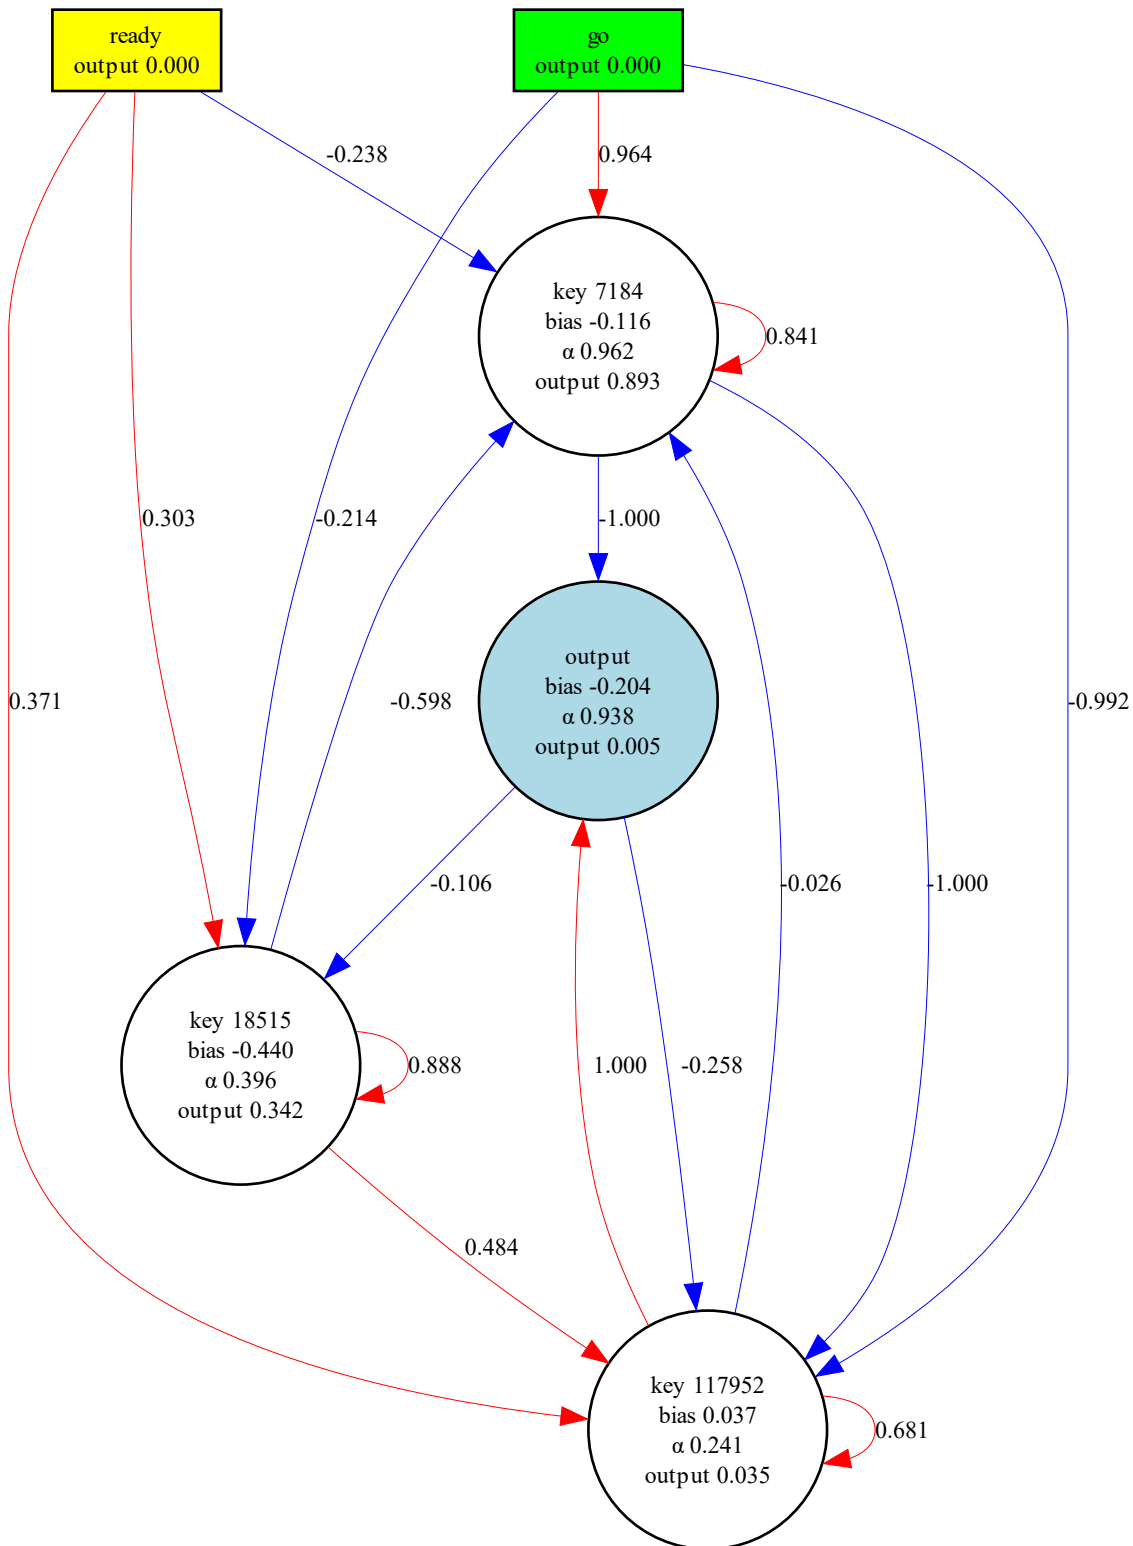 ready
output 0.000
go
output 0.000
-0.238
0.964
key 7184
bias -0.116
α 0.962
output 0.893
0.841
0.303
-0.214
-1.000
0.371
-0.598
output
bias -0.204
α 0.938
output 0.005
-0.992
-0.106
-0.026
-1.000
key 18515
bias -0.440
α 0.396
output 0.342
0.888
1.000
-0.258
0.484
key 117952
bias 0.037
α 0.241
output 0.035
0.681